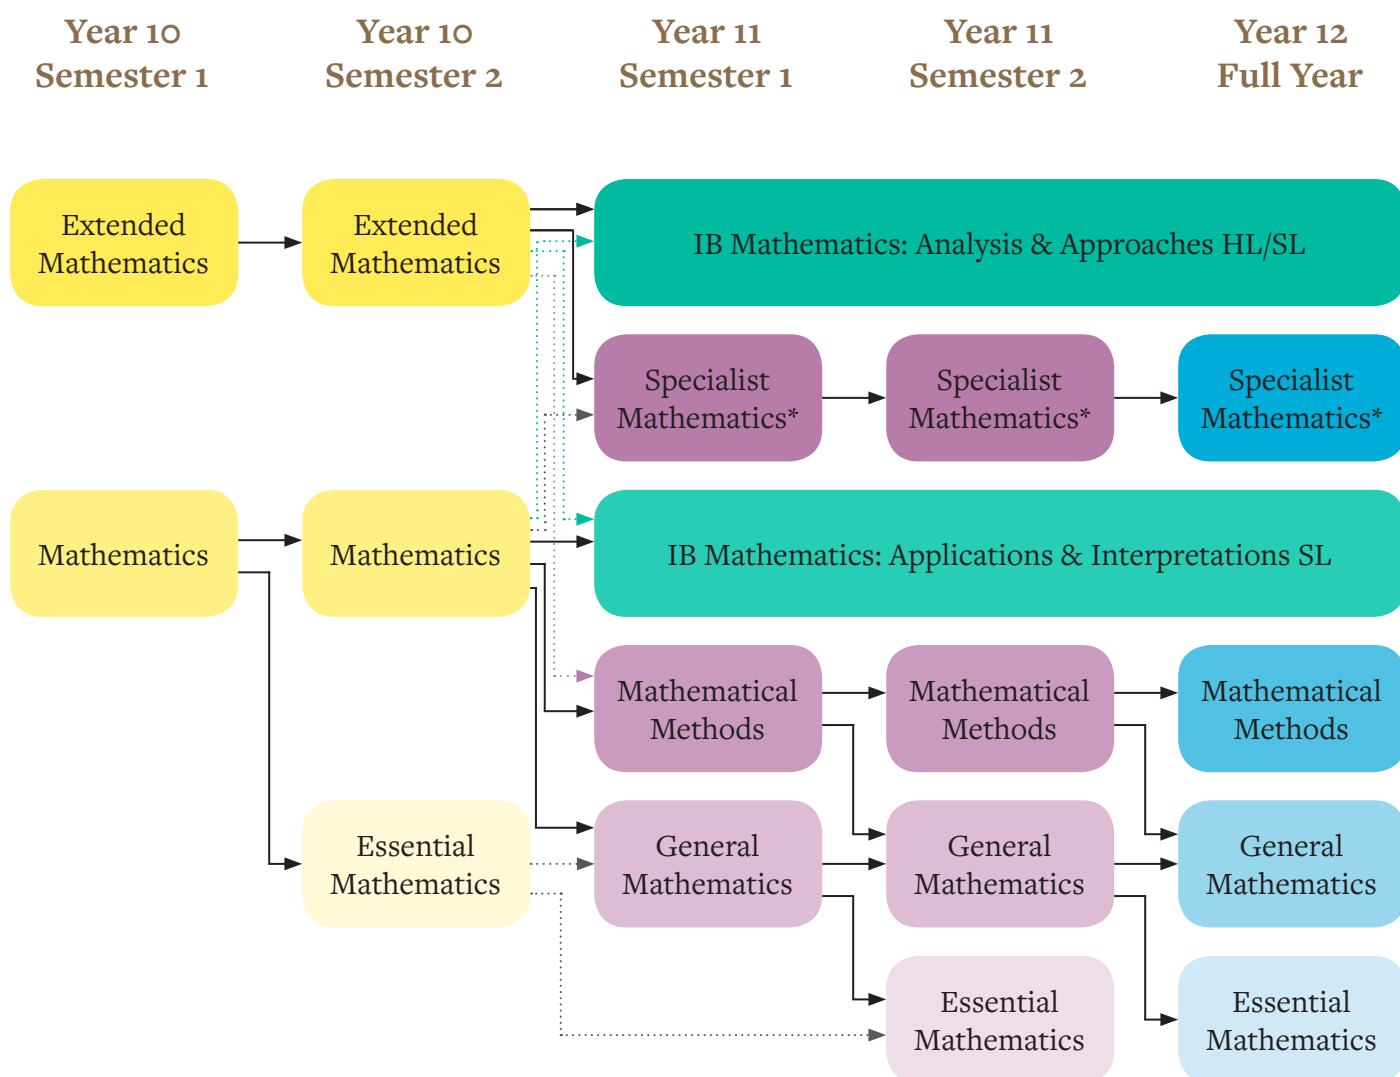 Year 10
Semester 1
Year 10
Semester 2
Year 11
Semester 1
Year 11
Semester 2
Year 12
Full Year
Extended
Mathematics
Extended
Mathematics
IB Mathematics: Analysis & Approaches HL/SL
Specialist
Mathematics*
Specialist
Mathematics*
Specialist
Mathematics*
Mathematics
Mathematics
IB Mathematics: Applications & Interpretations SL
Mathematical
Methods
Mathematical
Methods
Mathematical
Methods
Essential
Mathematics
General
Mathematics
General
Mathematics
General
Mathematics
Essential
Mathematics
Essential
Mathematics